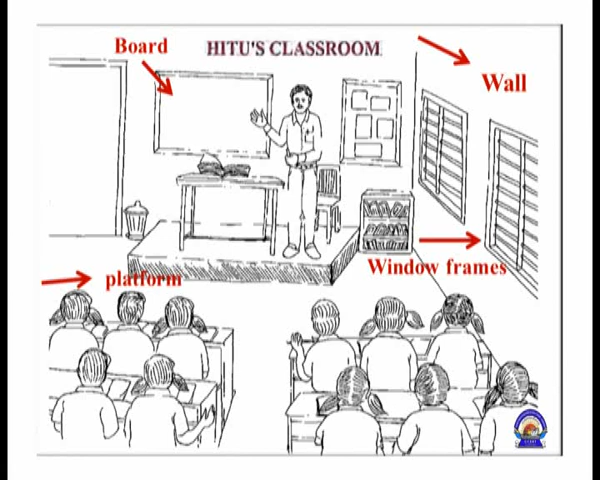 HITU'S CLASSROOM
Board
Wall
Window frames
platform